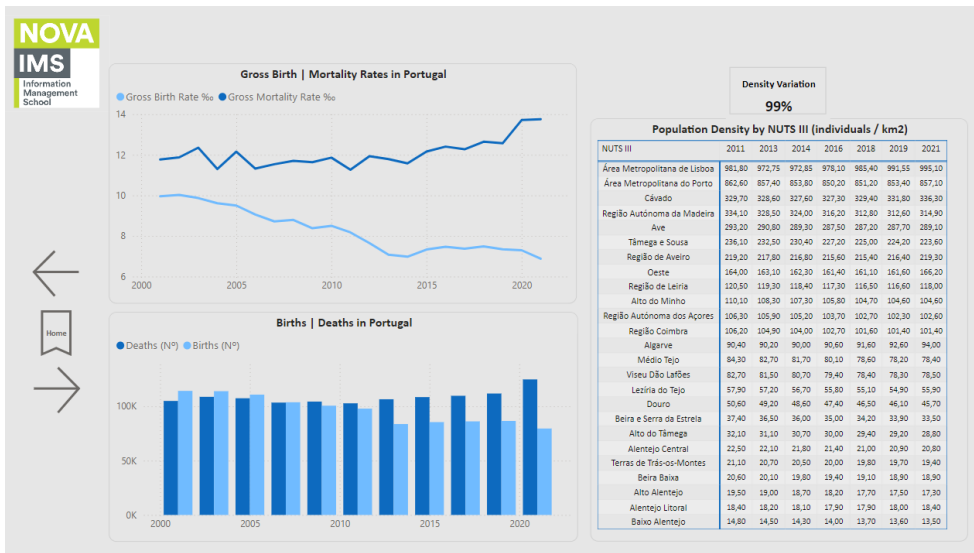 NOVA
IMS
Information
Management
School
Gross Birth | Mortality Rates in Portugal
Gross Birth Rate ‰ Gross Mortality Rate ‰
14
12
10
8
6
2000 2005 2010 2015 2020
Home
Births | Deaths in Portugal
Deaths (Nº) Births (Nº)
100K
50K
0K
2000 2005 2010 2015 2020
Density Variation
99%
Population Density by NUTS III (individuals / km2)
NUTS III 2011 2013 2014 2016 2018 2019 2021
Área Metropolitana de Lisboa 981,80 972,75 972,85 978,10 985,40 991,55 995,10
Área Metropolitana do Porto 862,60 857,40 853,80 850,20 851,20 853,40 857,10
Cávado 329,70 328,60 327,60 327,30 329,40 331,80 336,30
Região Autónoma da Madeira 334,10 328,50 324,00 316,20 312,80 312,60 314,90
Ave 293,20 290,80 289,30 287,50 287,20 287,70 289,10
Tâmega e Sousa 236,10 232,50 230,40 227,20 225,00 224,20 223,60
Região de Aveiro 219,20 217,80 216,80 215,60 215,40 216,40 219,30
Oeste 164,00 163,10 162,30 161,40 161,10 161,60 166,20
Região de Leiria 120,50 119,30 118,40 117,30 116,50 116,60 118,00
Alto do Minho 110,10 108,30 107,30 105,80 104,70 104,60 104,60
Região Autónoma dos Açores 106,30 105,90 105,20 103,70 102,70 102,30 102,60
Região Coimbra 106,20 104,90 104,00 102,70 101,60 101,40 101,40
Algarve 90,40 90,20 90,00 90,60 91,60 92,60 94,00
Médio Tejo 84,30 82,70 81,70 80,10 78,60 78,20 78,40
Viseu Dão Lafões 82,70 81,50 80,70 79,40 78,40 78,30 78,50
Lezíria do Tejo 57,90 57,20 56,70 55,80 55,10 54,90 55,90
Douro 50,60 49,20 48,60 47,40 46,50 46,10 45,70
Beira e Serra da Estrela 37,40 36,50 36,00 35,00 34,20 33,90 33,50
Alto do Tâmega 32,10 31,10 30,70 30,00 29,40 29,20 28,80
Alentejo Central 22,50 22,10 21,80 21,40 21,00 20,90 20,80
Terras de Trás-os-Montes 21,10 20,70 20,50 20,00 19,80 19,70 19,40
Beira Baixa 20,60 20,10 19,80 19,40 19,10 18,90 18,90
Alto Alentejo 19,50 19,00 18,70 18,20 17,70 17,50 17,30
Alentejo Litoral 18,40 18,20 18,10 17,90 17,90 18,00 18,40
Baixo Alentejo 14,80 14,50 14,30 14,00 13,70 13,60 13,50